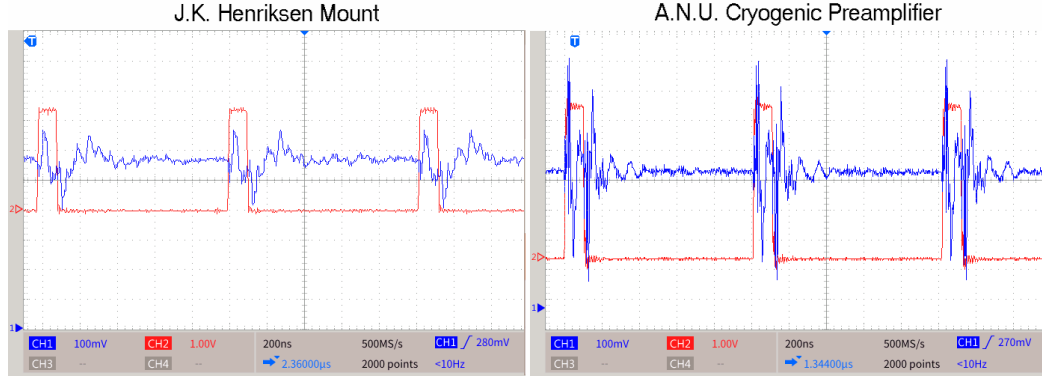 J.K. Henriksen Mount
A.N.U. Cryogenic Preamplifier
T
2
1
CH1 100mV CH2 1.00V 200ns 500MS/s CH1 280mV
CH3 -- CH4 -- 2.36000μs 2000 points <10Hz
T
2
1
CH1 100mV CH2 1.00V 200ns 500MS/s CH1 270mV
CH3 -- CH4 -- 1.34400μs 2000 points <10Hz